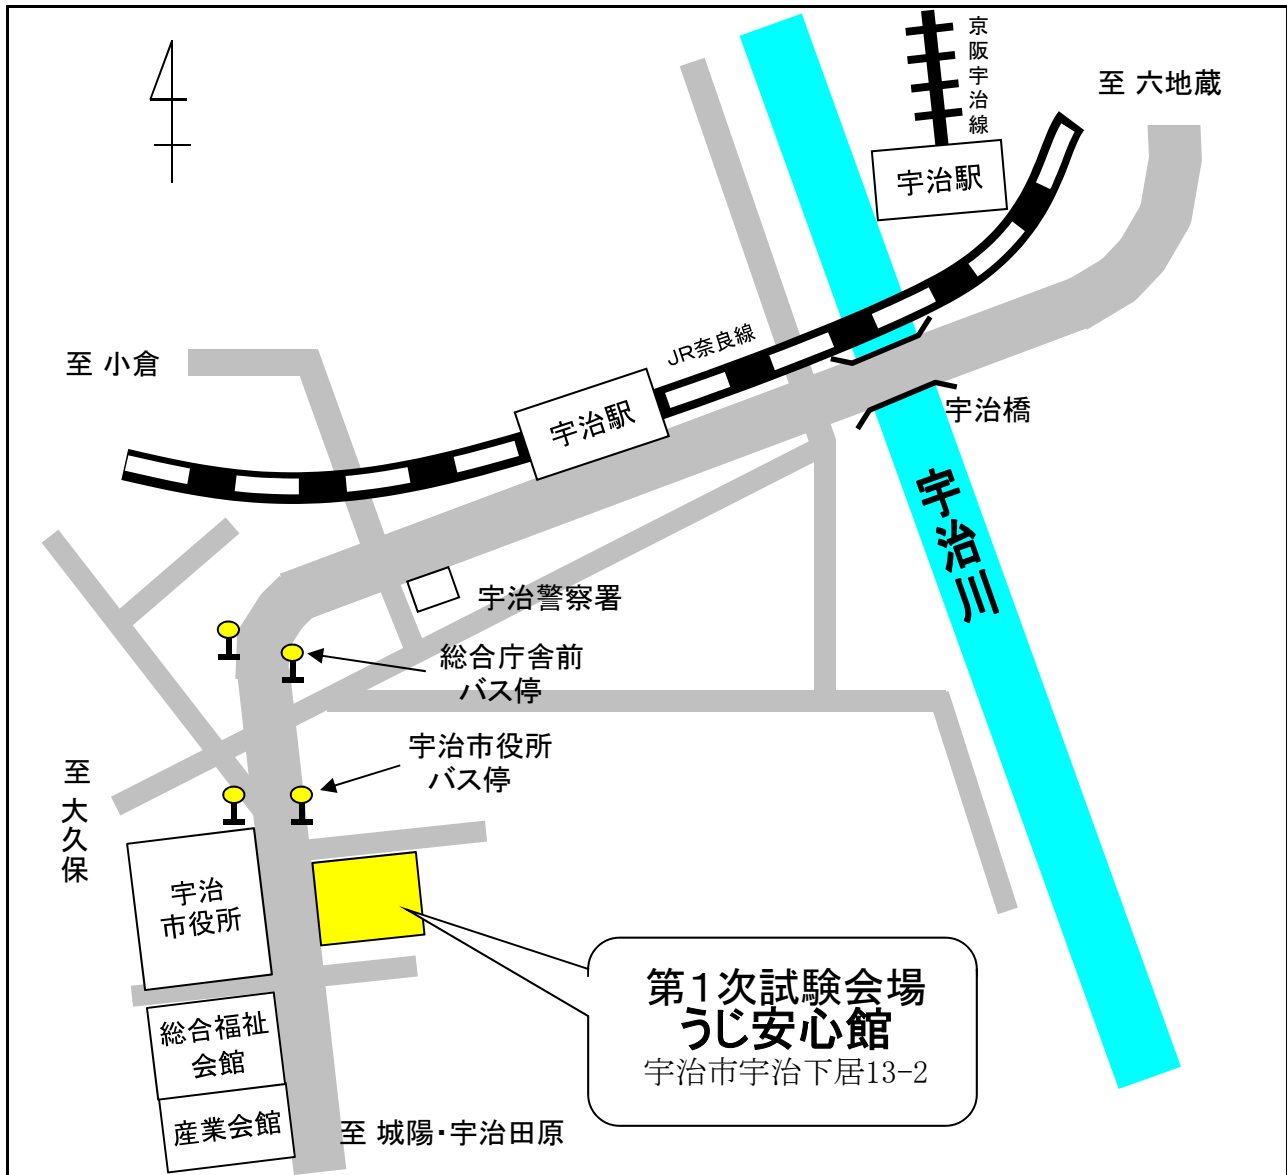 京阪宇治線
至 六地蔵
宇治駅
JR奈良線
至 小倉
宇治駅
宇治橋
宇治川
宇治警察署
総合庁舎前
バス停
宇治市役所
バス停
至 大久保
宇治
市役所
第1次試験会場
うじ安心館
宇治市宇治下居13-2
総合福祉
会館
産業会館
至 城陽・宇治田原